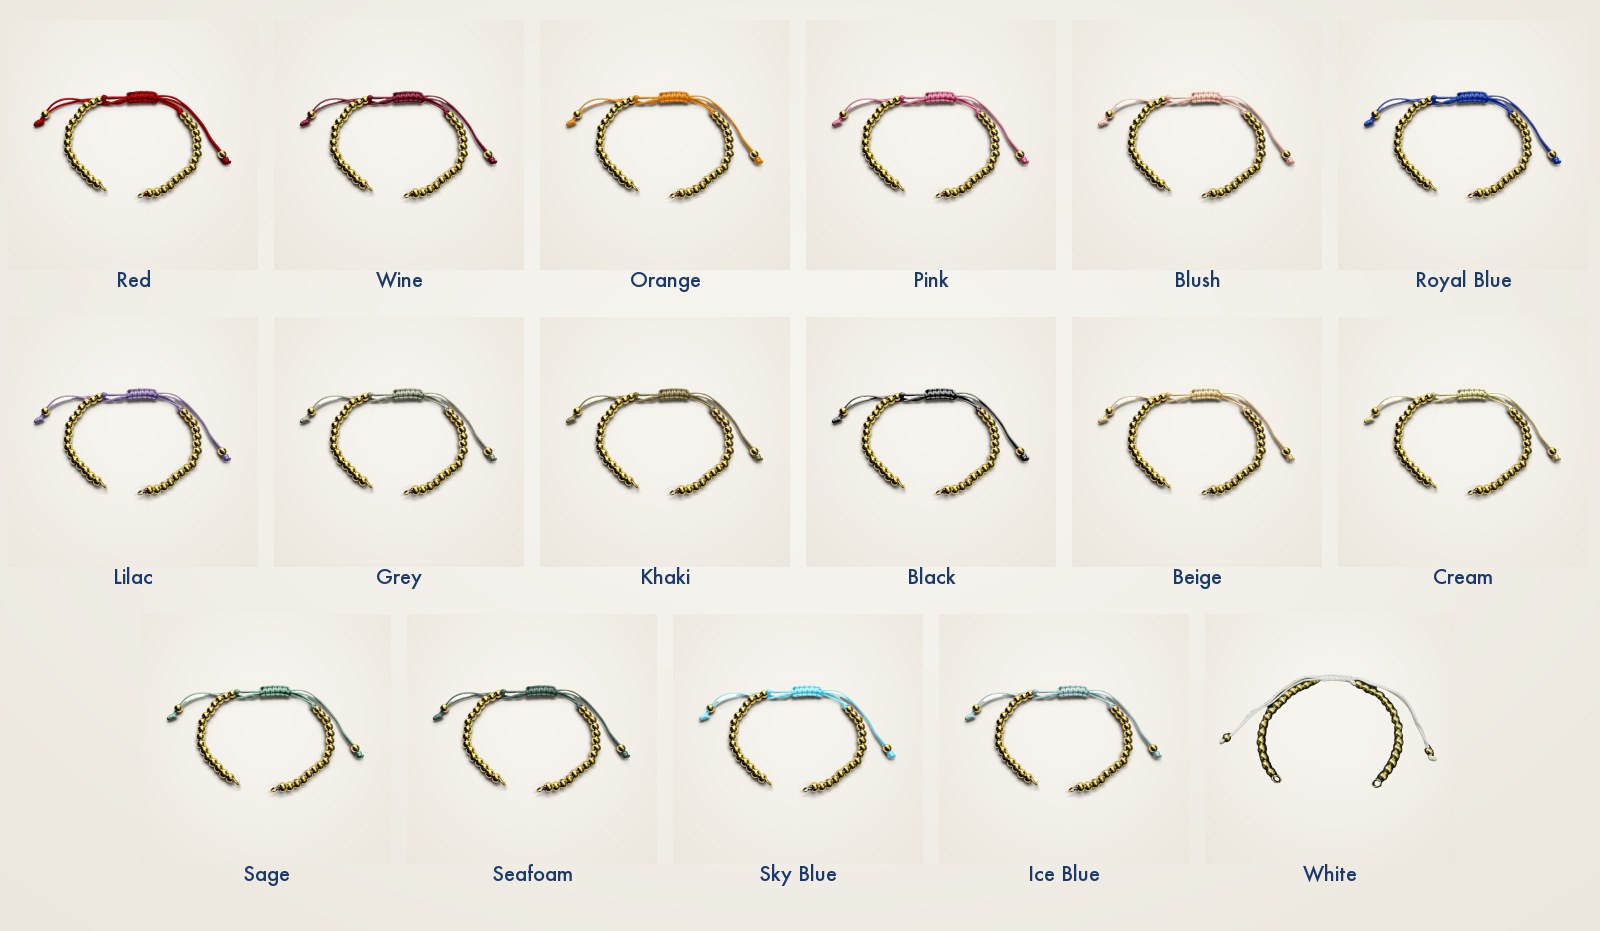 Red
Wine
Orange
Pink
Blush
Royal Blue
Lilac
Grey
Khaki
Black
Beige
Cream
Sage
Seafoam
Sky Blue
Ice Blue
White